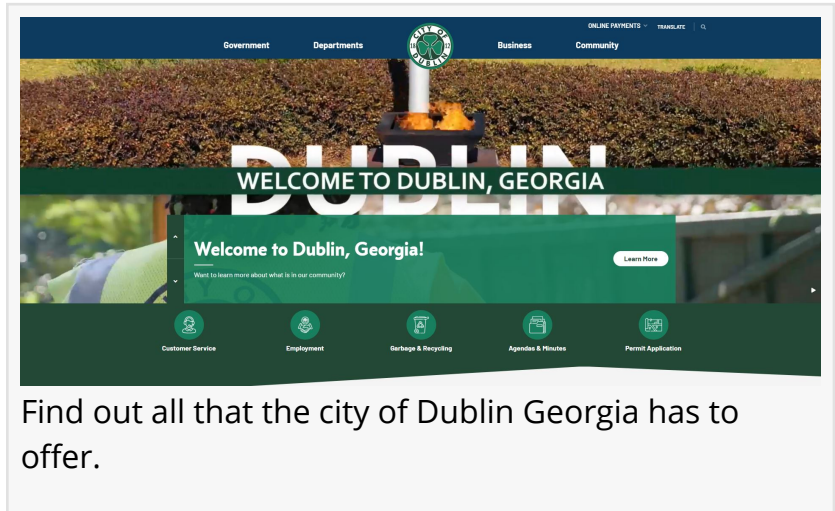 ONLINE PAYMENTS TRANSLATE
Government Departments Business Community
CITY OF
18 12
DUBLIN
DUBLIN
WELCOME TO DUBLIN, GEORGIA
Welcome to Dublin, Georgia!
Want to learn more about what is in our community?
Learn More
Customer Service Employment Garbage & Recycling Agendas & Minutes Permit Application
Find out all that the city of Dublin Georgia has to
offer.